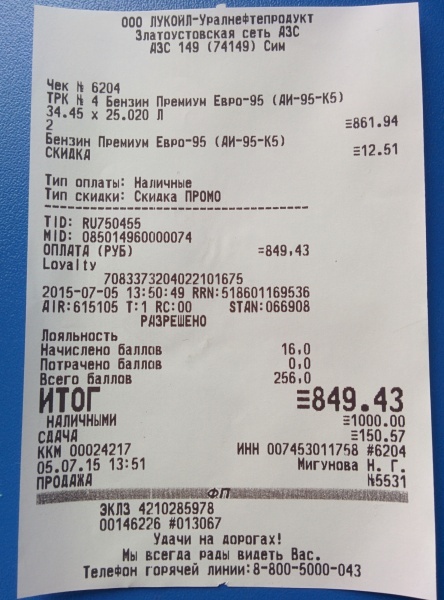 ООО ЛУКОЙЛ-Уралнефтепродукт
Златоустовская сеть АЗС
АЗС 149 (74149) Сим
Чек № 6204
ТРК № 4 Бензин Премиум Евро-95 (АИ-95-К5)
34.45 x 25.020 Л
2 ≡861.94
Бензин Премиум Евро-95 (АИ-95-К5)
СКИДКА ≡12.51
Тип оплаты: Наличные
Тип скидки: Скидка ПРОМО
TID: RU750455
MID: 085014960000074
ОПЛАТА (РУБ) =849.43
Loyalty
7083373204022101675
2015-07-05 13:50:49 RRN:518601169536
AIR:615105 T:1 RC:00 STAN:066908
РАЗРЕШЕНО
Лояльность
Начислено баллов 16.0
Потрачено баллов 0.0
Всего баллов 256.0
ИТОГ ≡849.43
НАЛИЧНЫМИ ≡1000.00
СДАЧА ≡150.57
ККМ 00024217 ИНН 007453011758 #6204
05.07.15 13:51 Мигунова Н. Г.
ПРОДАЖА №5531
ФП
ЭКЛЗ 4210285978
00146226 #013067
Удачи на дорогах!
Мы всегда рады видеть Вас.
Телефон горячей линии:8-800-5000-043